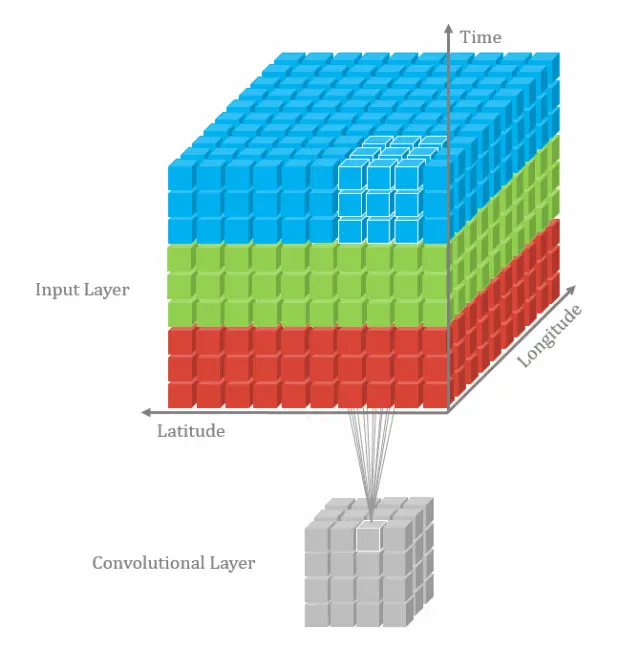 Time
Input Layer
Longitude
Latitude
Convolutional Layer